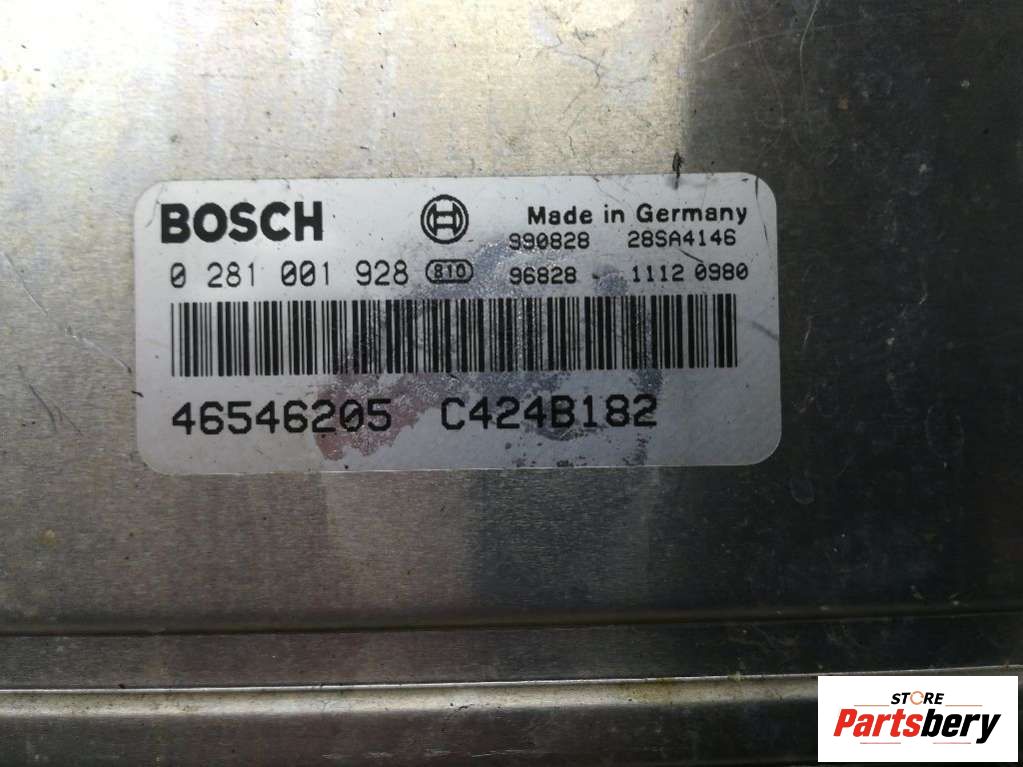 BOSCH
Made in Germany
990828 28SA4146
0 281 001 928 810 96828 - 1112 0980
46546205 C424B182
STORE
Partsbery